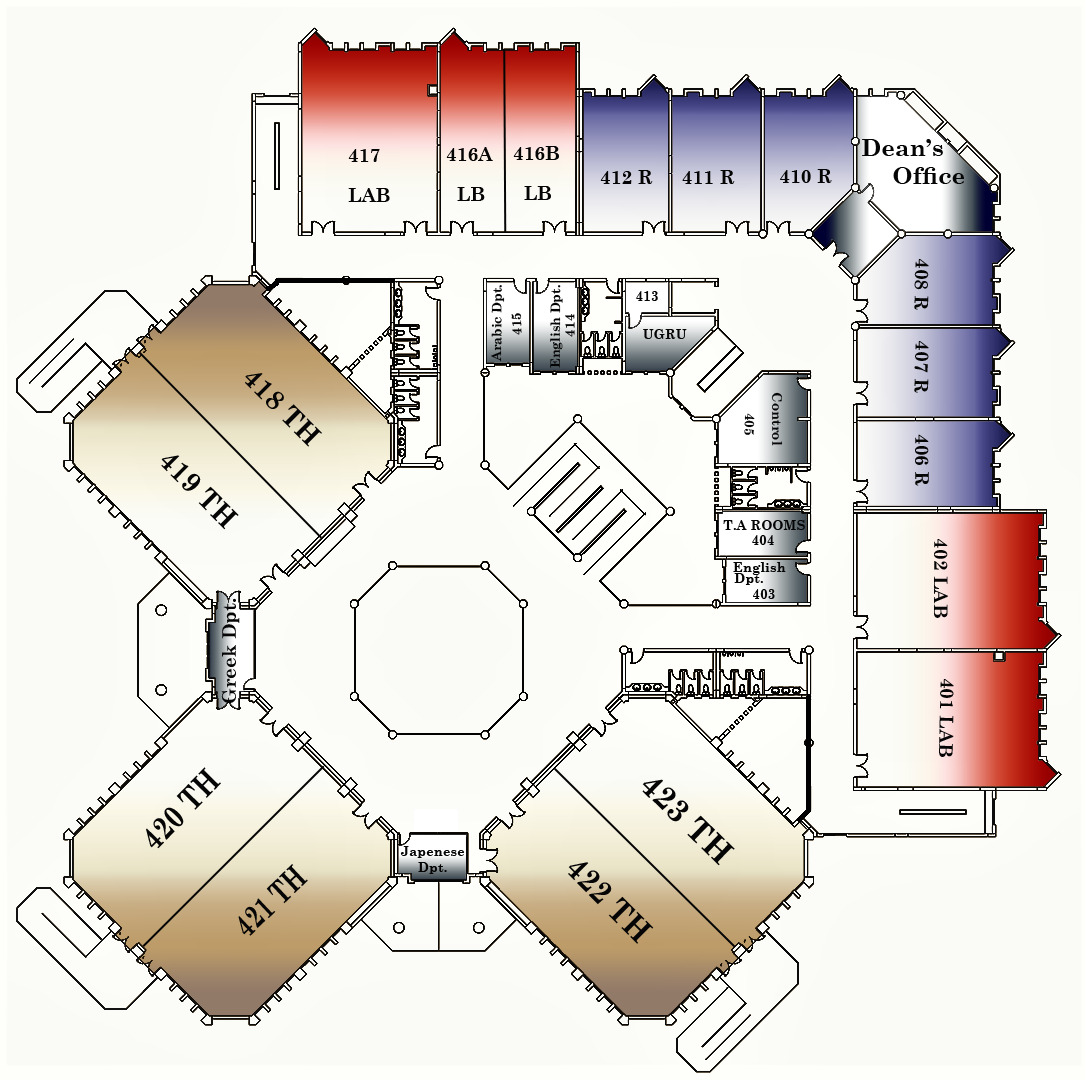 417
LAB
416A
LB
416B
LB
412 R
411 R
410 R
Dean's
Office
408 R
407 R
406 R
402 LAB
401 LAB
Arabic Dpt.
415
English Dpt.
414
413
UGRU
Control
405
T.A ROOMS
404
English
Dpt.
403
418 TH
419 TH
Greek Dpt.
420 TH
421 TH
Japenese
Dpt.
423 TH
422 TH